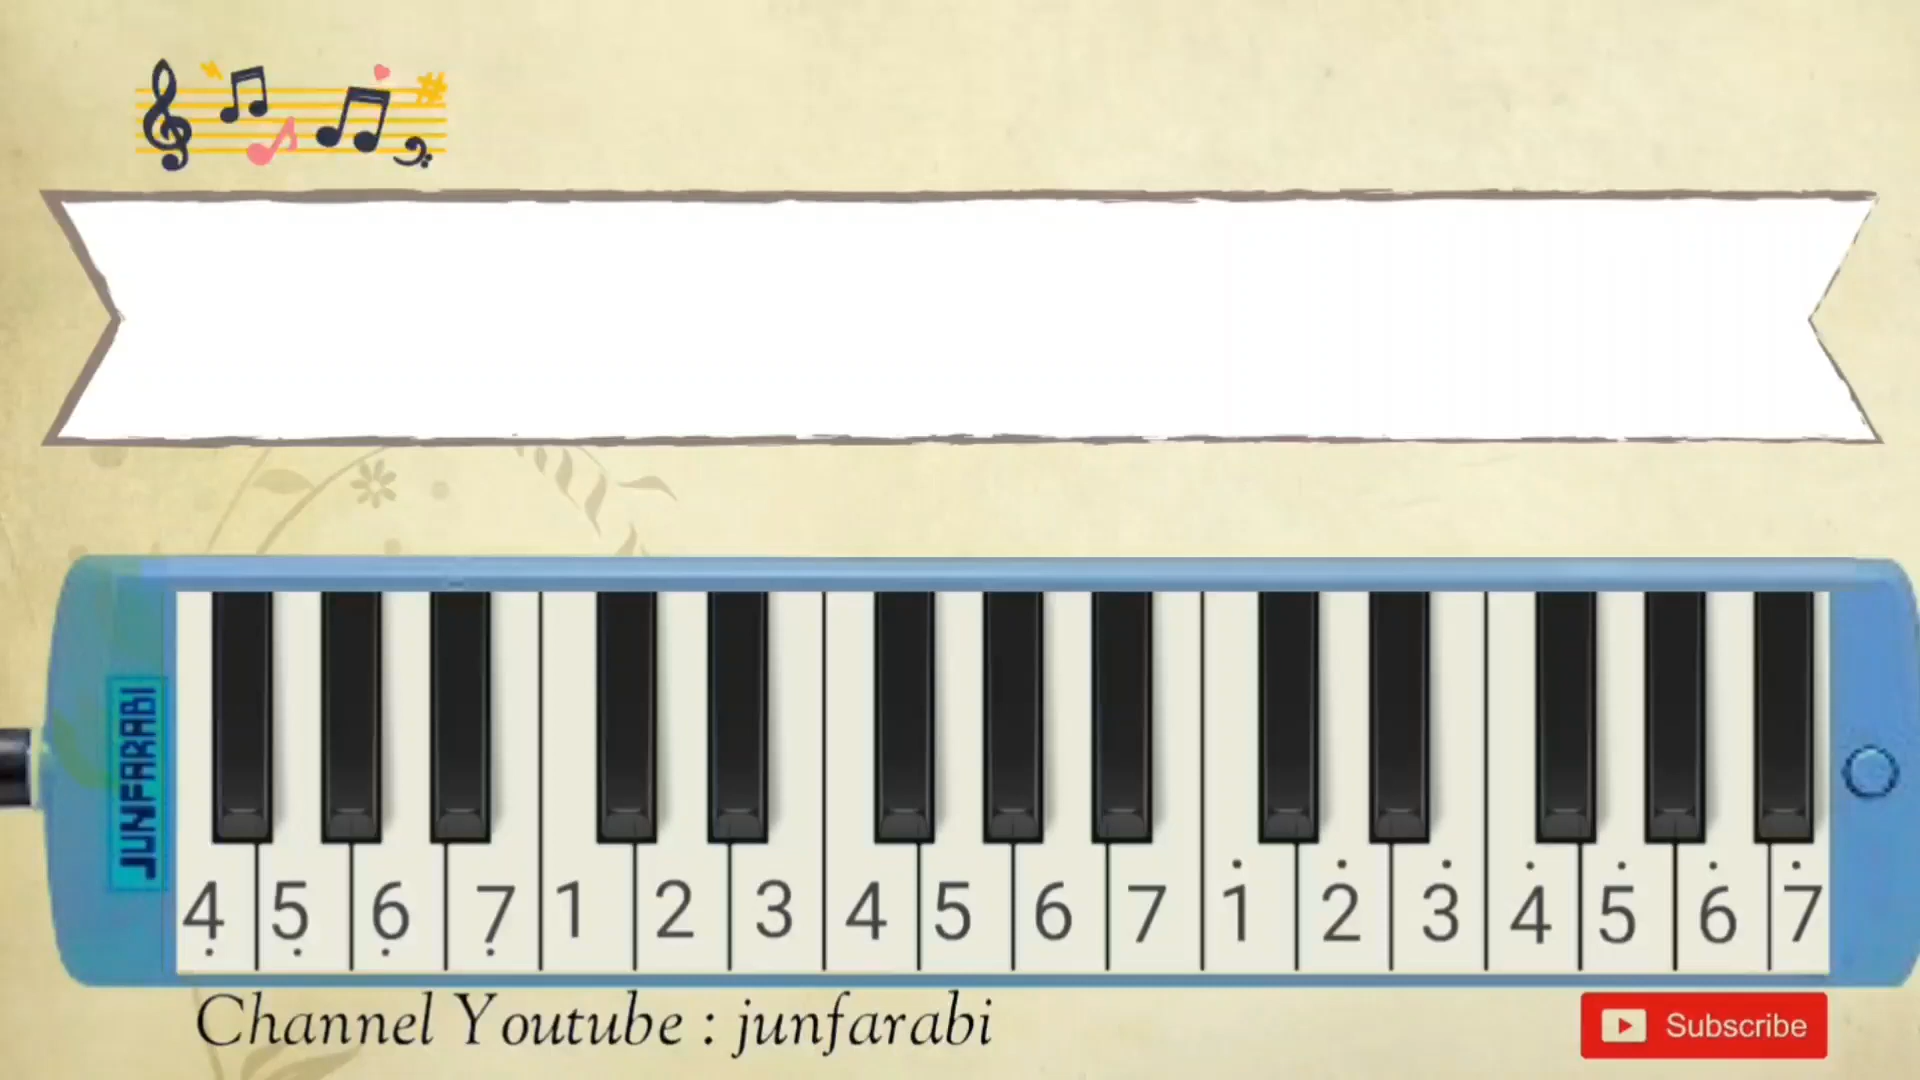 JUNFARABI
4̣ 5̣ 6̣ 7̣ 1 2 3 4 5 6 7 1̇ 2̇ 3̇ 4̇ 5̇ 6̇ 7̇
Channel Youtube : junfarabi
Subscribe